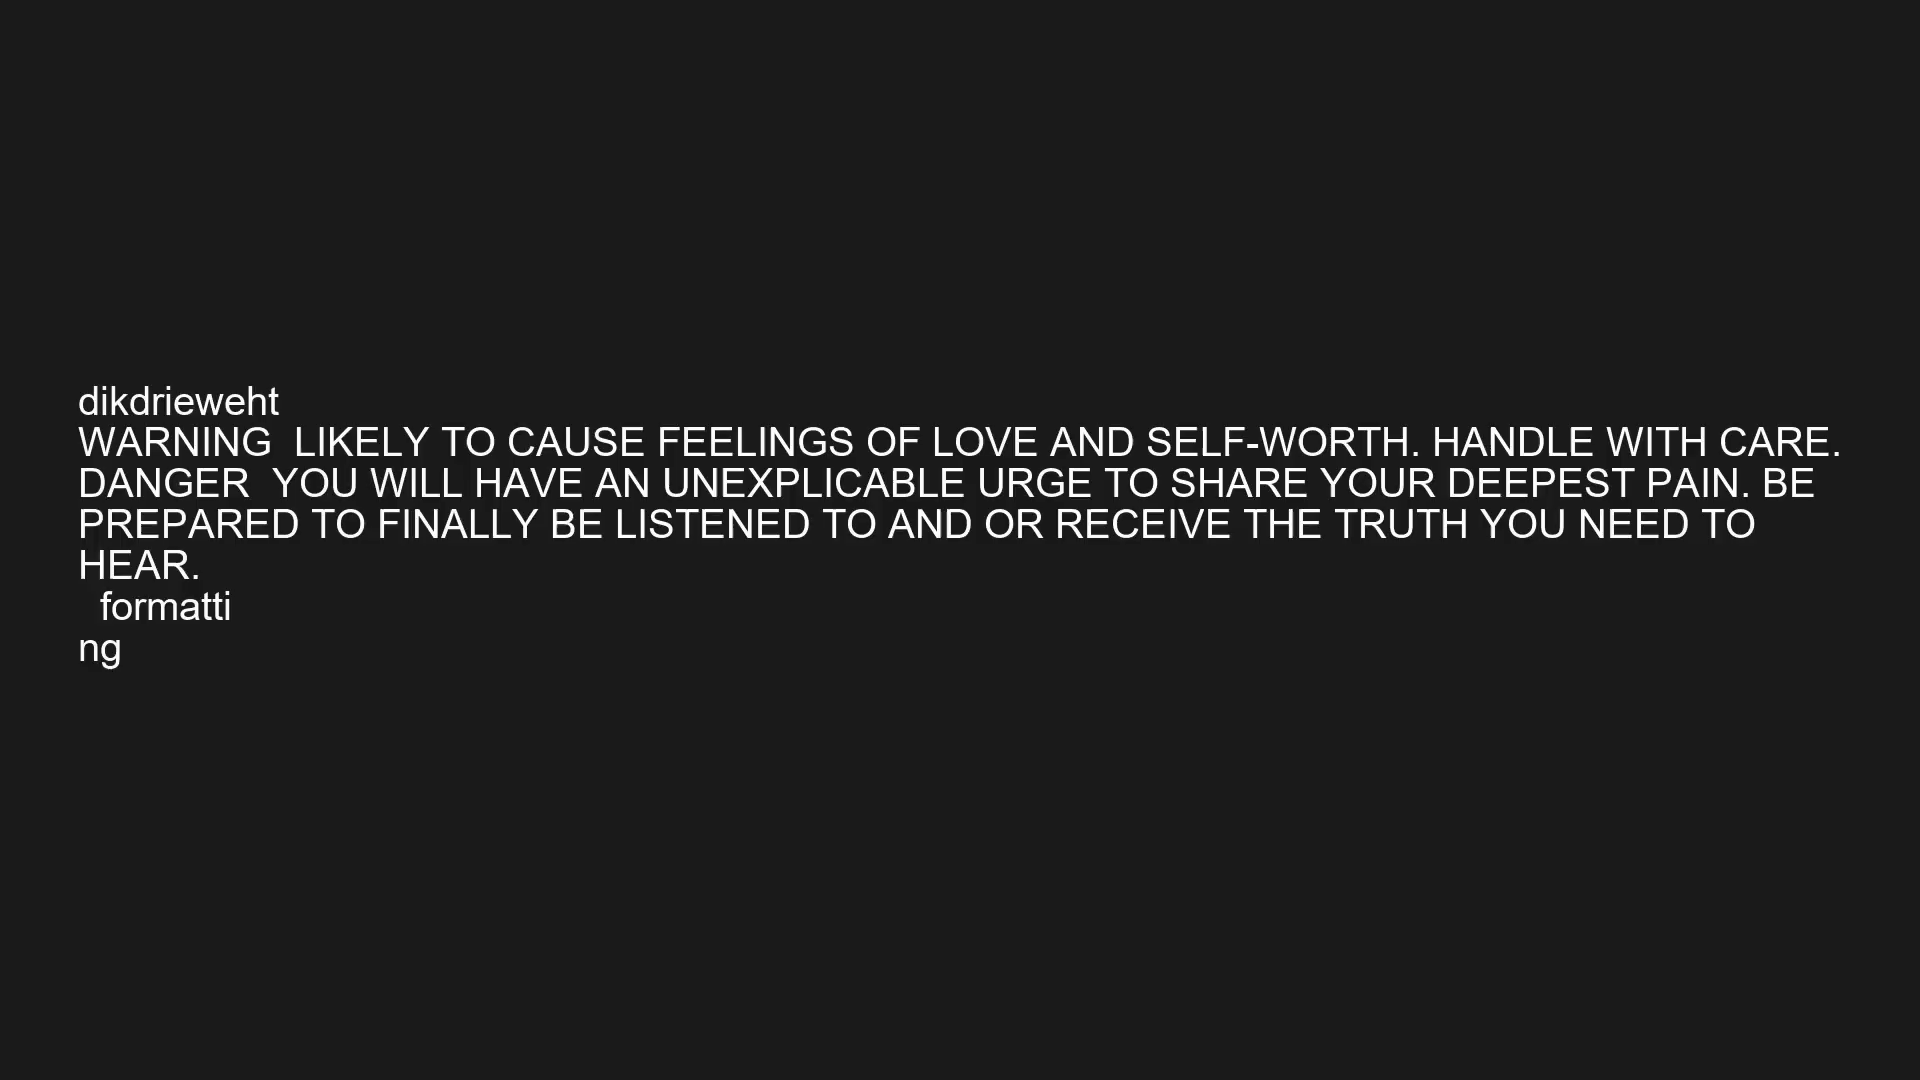 dikdrieweht
WARNING  LIKELY TO CAUSE FEELINGS OF LOVE AND SELF-WORTH. HANDLE WITH CARE.
DANGER  YOU WILL HAVE AN UNEXPLICABLE URGE TO SHARE YOUR DEEPEST PAIN. BE
PREPARED TO FINALLY BE LISTENED TO AND OR RECEIVE THE TRUTH YOU NEED TO
HEAR.
  formatti
ng